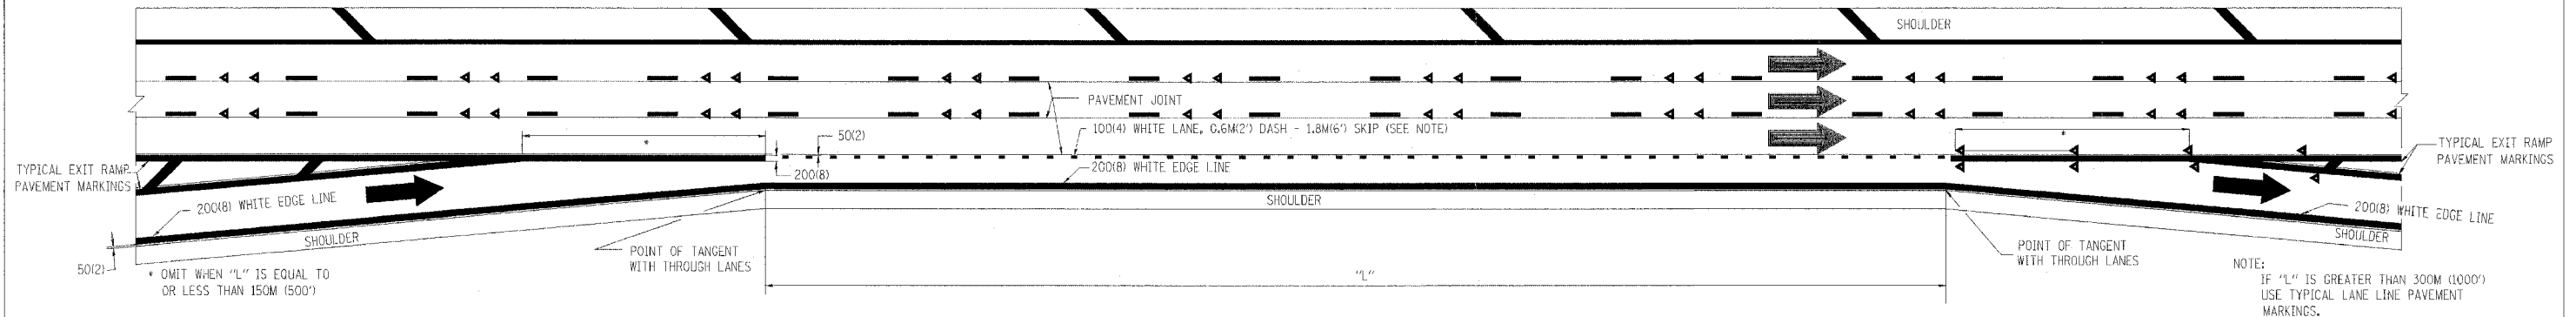 SHOULDER
PAVEMENT JOINT
50(2)
100(4) WHITE LANE, 0.6M(2') DASH - 1.8M(6') SKIP (SEE NOTE)
*
*
TYPICAL EXIT RAMP
PAVEMENT MARKINGS
200(8)
200(8) WHITE EDGE LINE
TYPICAL EXIT RAMP
PAVEMENT MARKINGS
200(8) WHITE EDGE LINE
SHOULDER
200(8) WHITE EDGE LINE
SHOULDER
SHOULDER
50(2)
POINT OF TANGENT
WITH THROUGH LANES
POINT OF TANGENT
WITH THROUGH LANES
* OMIT WHEN "L" IS EQUAL TO
OR LESS THAN 150M (500')
"L"
NOTE:
IF "L" IS GREATER THAN 300M (1000')
USE TYPICAL LANE LINE PAVEMENT
MARKINGS.